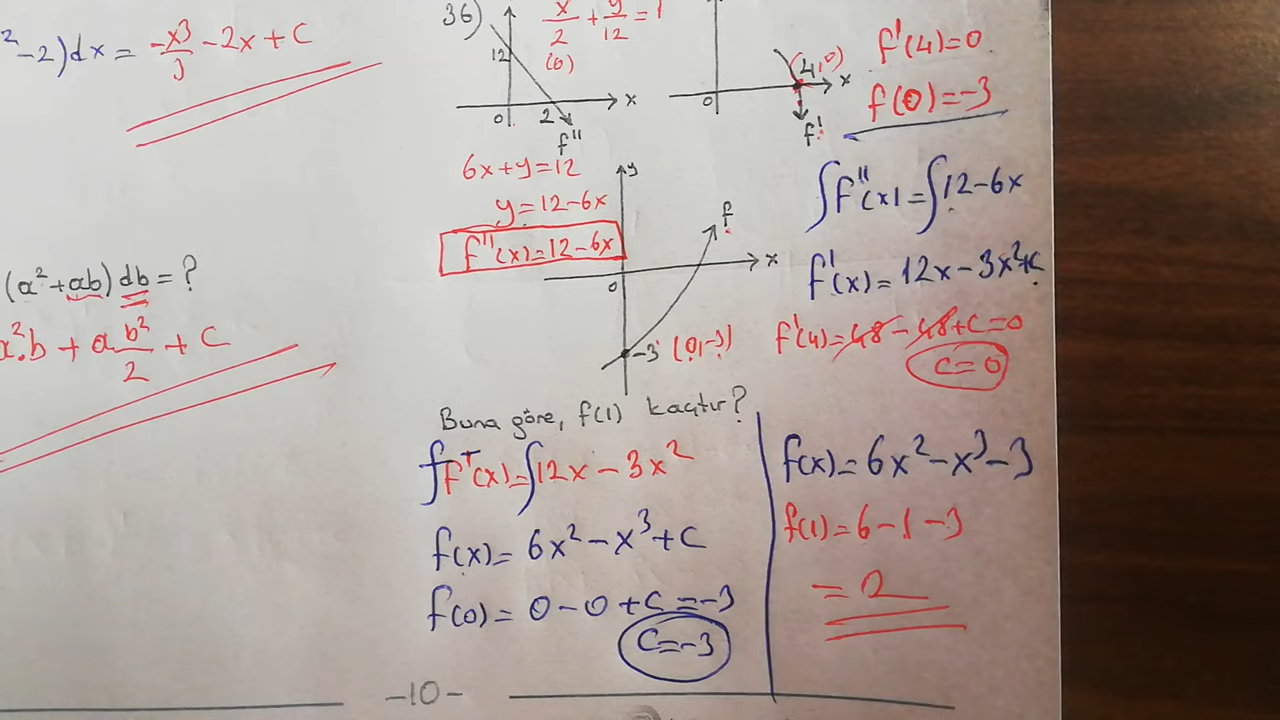 ²-2)dx = -x³/3 - 2x + C
(a²+ab)db = ?
x².b + a b²/2 + C
36)
x/2 + y/12 = 1
(6)
12
0
2
x
f''
6x+y=12
y=12-6x
f''(x)=12-6x
0
x
(4,0)
f'
f'(4)=0
f(0)=-3
y
x
0
f
-3
(0,-3)
∫f''(x)=∫12-6x
f'(x)=12x-3x²+c
f'(4)=48-48+c=0
c=0
Buna göre, f(1) kaçtır?
∫f'(x)=∫12x-3x²
f(x)=6x²-x³+c
f(0)=0-0+c=-3
c=-3
f(x)=6x²-x³-3
f(1)=6-1-3
=2
-10-